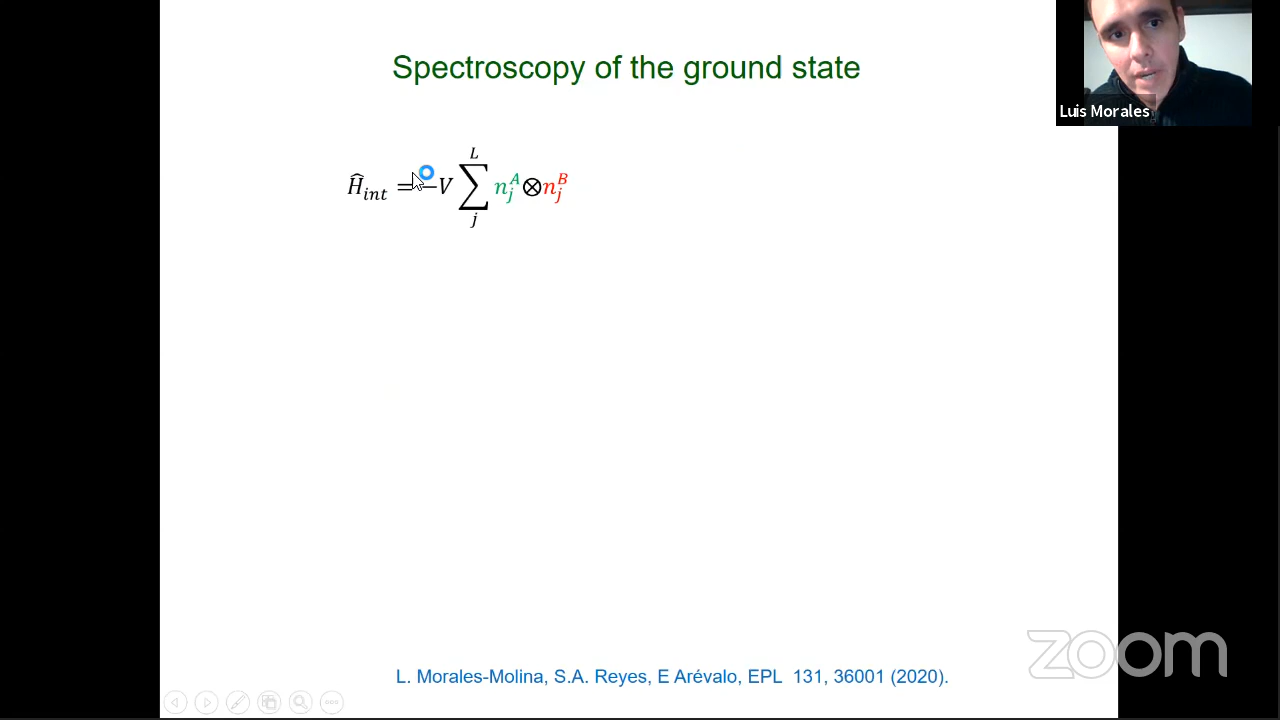 Spectroscopy of the ground state
Luis Morales
Ĥ_int = −V ∑_j^L n_j^A ⊗ n_j^B
L. Morales-Molina, S.A. Reyes, E Arévalo, EPL 131, 36001 (2020).
zoom